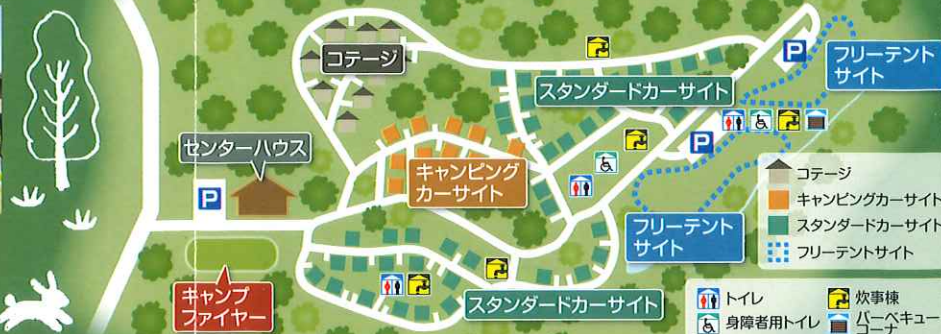 コテージ
P
フリーテント
サイト
スタンダードカーサイト
センターハウス
P
キャンピング
カーサイト
P
コテージ
キャンピングカーサイト
スタンダードカーサイト
フリーテントサイト
フリーテント
サイト
キャンプ
ファイヤー
スタンダードカーサイト
トイレ
炊事棟
身障者用トイレ
バーベキュー
コーナー